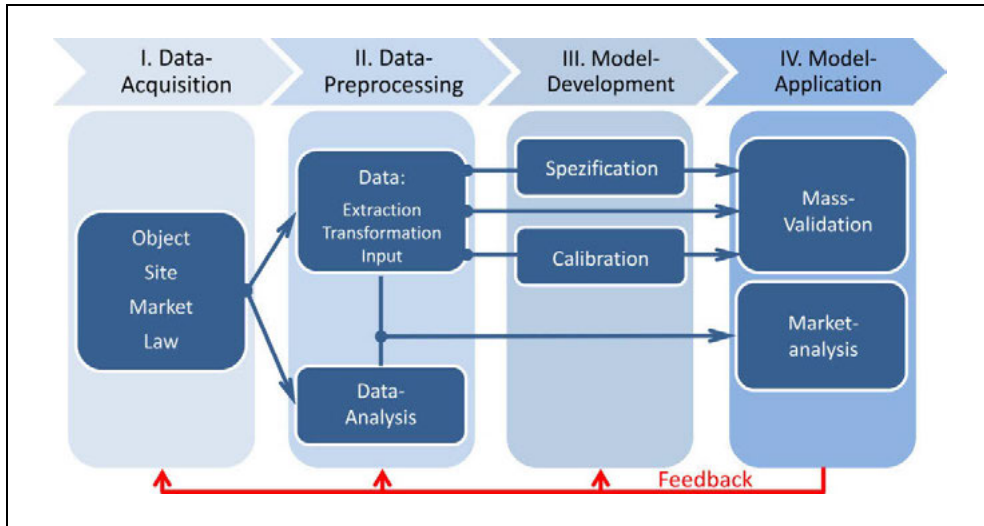 I. Data-
Acquisition
II. Data-
Preprocessing
III. Model-
Development
IV. Model-
Application
Object
Site
Market
Law
Data:
Extraction
Transformation
Input
Data-
Analysis
Spezification
Calibration
Mass-
Validation
Market-
analysis
Feedback